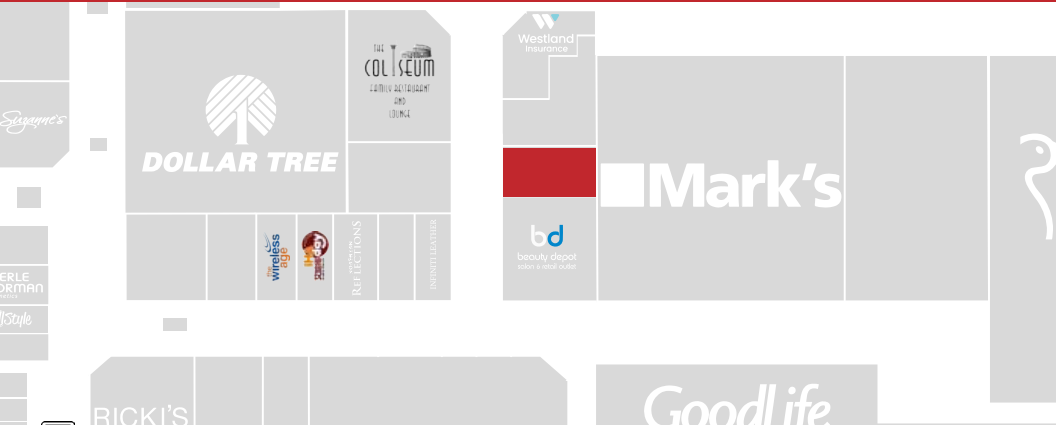 Westland
Insurance
THE
COLISEUM
FAMILY RESTAURANT
AND
LOUNGE
Suzanne's
DOLLAR TREE
Mark's
the
wireless
age
REFLECTIONS
INFINITI LEATHER
bd
beauty depot
salon & retail outlet
ERLE
ORMAN
Style
RICKI'S
GoodLife